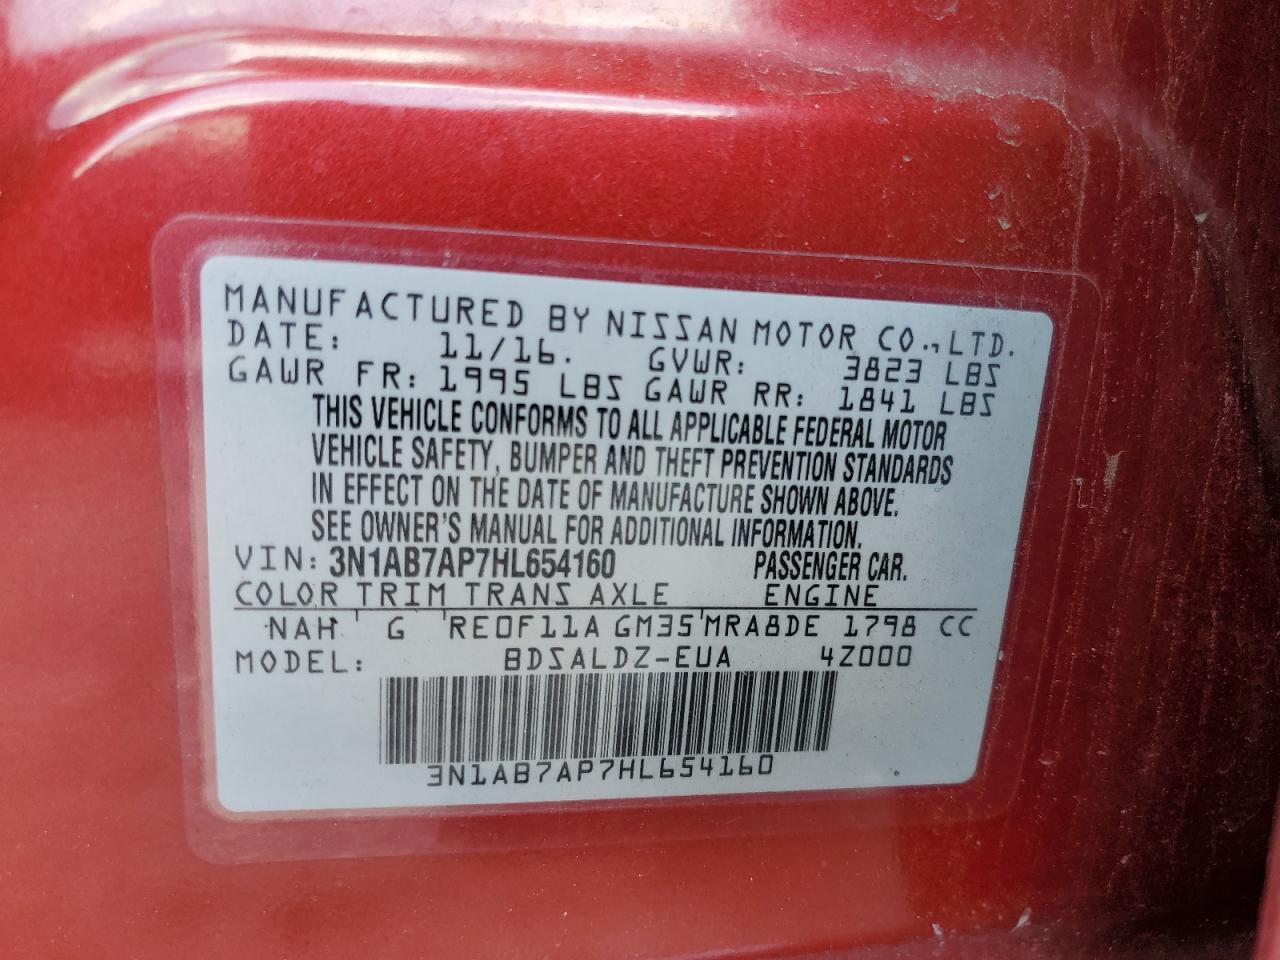 MANUFACTURED BY NISSAN MOTOR CO.,LTD.
DATE: 11/16. GVWR: 3823 LBS
GAWR FR: 1995 LBS GAWR RR: 1841 LBS
THIS VEHICLE CONFORMS TO ALL APPLICABLE FEDERAL MOTOR
VEHICLE SAFETY, BUMPER AND THEFT PREVENTION STANDARDS
IN EFFECT ON THE DATE OF MANUFACTURE SHOWN ABOVE.
SEE OWNER'S MANUAL FOR ADDITIONAL INFORMATION.
VIN: 3N1AB7AP7HL654160 PASSENGER CAR.
COLOR TRIM TRANS AXLE ENGINE
NAH G RE0F11A GM35 MRA8DE 1798 CC
MODEL: BDSALDZ-EUA 4Z000
3N1AB7AP7HL654160